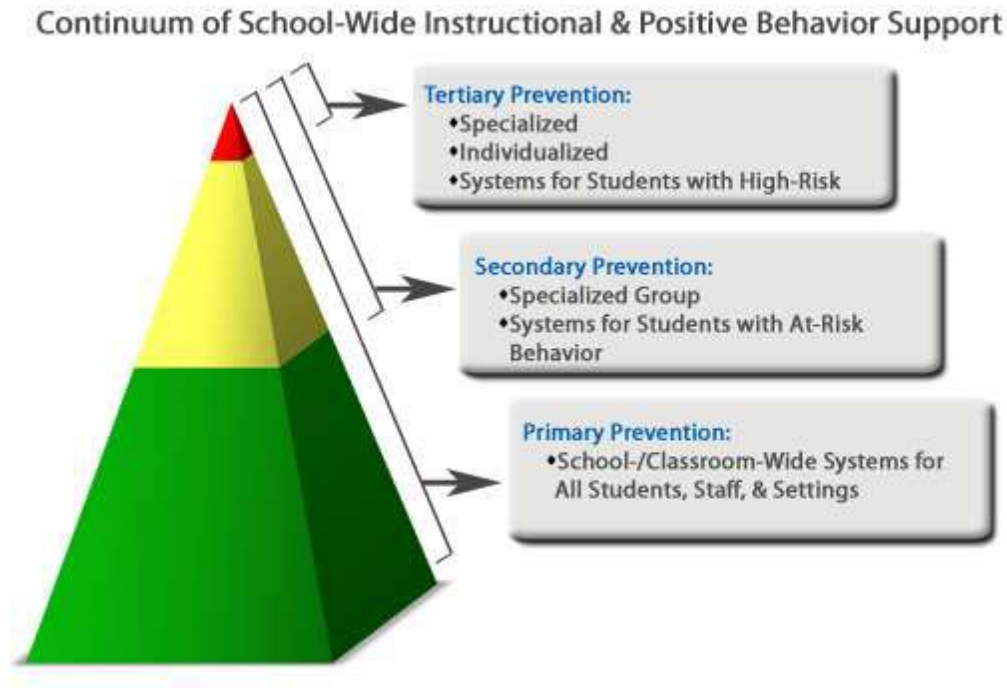 Continuum of School-Wide Instructional & Positive Behavior Support
Tertiary Prevention:
♦Specialized
♦Individualized
♦Systems for Students with High-Risk
Secondary Prevention:
♦Specialized Group
♦Systems for Students with At-Risk
Behavior
Primary Prevention:
♦School-/Classroom-Wide Systems for
All Students, Staff, & Settings